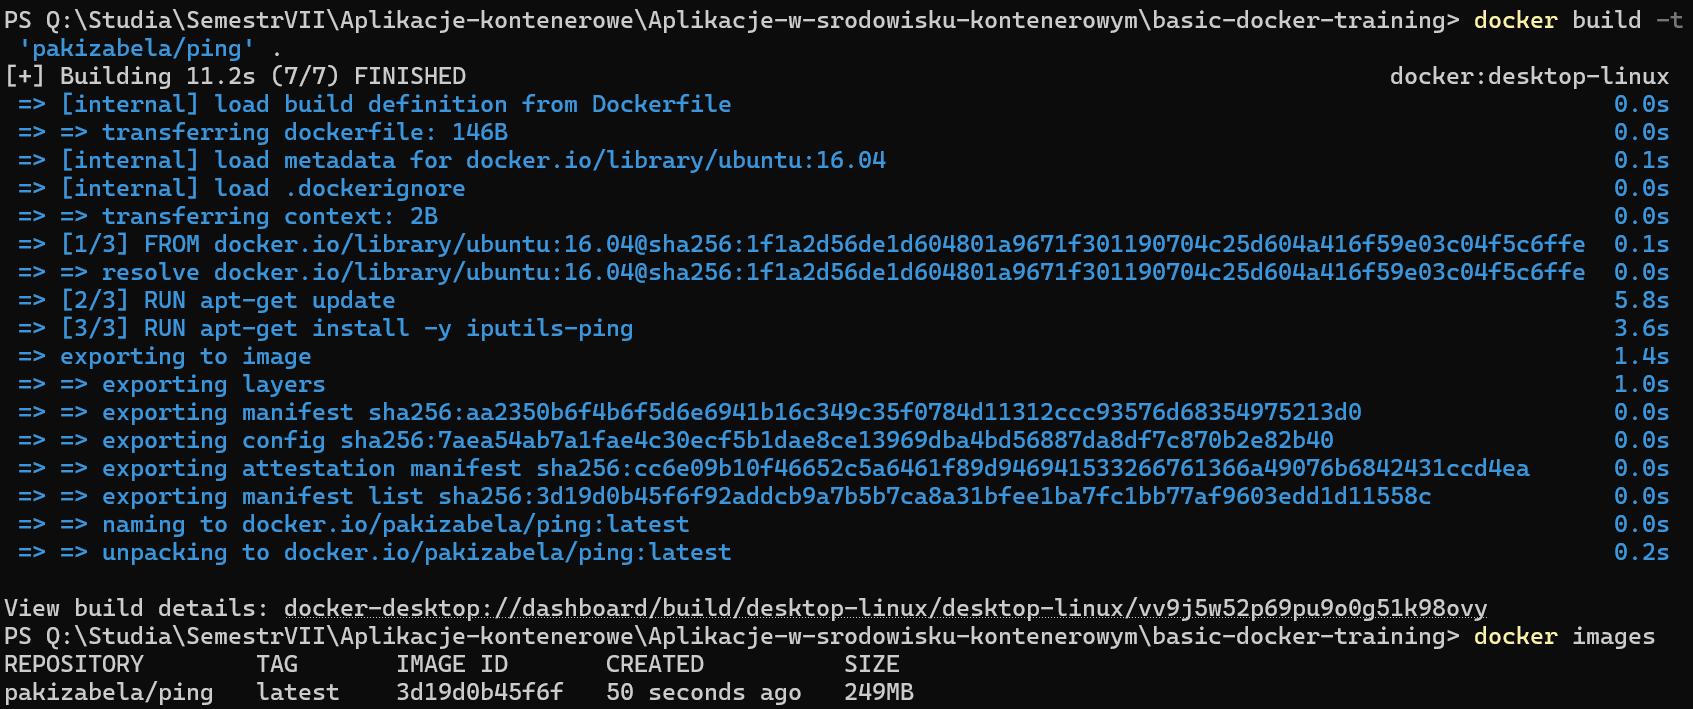 PS Q:\Studia\SemestrVII\Aplikacje-kontenerowe\Aplikacje-w-srodowisku-kontenerowym\basic-docker-training> docker build -t
'pakizabela/ping' .
[+] Building 11.2s (7/7) FINISHED docker:desktop-linux
=> [internal] load build definition from Dockerfile 0.0s
=> => transferring dockerfile: 146B 0.0s
=> [internal] load metadata for docker.io/library/ubuntu:16.04 0.1s
=> [internal] load .dockerignore 0.0s
=> => transferring context: 2B 0.0s
=> [1/3] FROM docker.io/library/ubuntu:16.04@sha256:1f1a2d56de1d604801a9671f301190704c25d604a416f59e03c04f5c6ffe 0.1s
=> => resolve docker.io/library/ubuntu:16.04@sha256:1f1a2d56de1d604801a9671f301190704c25d604a416f59e03c04f5c6ffe 0.0s
=> [2/3] RUN apt-get update 5.8s
=> [3/3] RUN apt-get install -y iputils-ping 3.6s
=> exporting to image 1.4s
=> => exporting layers 1.0s
=> => exporting manifest sha256:aa2350b6f4b6f5d6e6941b16c349c35f0784d11312ccc93576d68354975213d0 0.0s
=> => exporting config sha256:7aea54ab7a1fae4c30ecf5b1dae8ce13969dba4bd56887da8df7c870b2e82b40 0.0s
=> => exporting attestation manifest sha256:cc6e09b10f46652c5a6461f89d946941533266761366a49076b6842431ccd4ea 0.0s
=> => exporting manifest list sha256:3d19d0b45f6f92addcb9a7b5b7ca8a31bfee1ba7fc1bb77af9603edd1d11558c 0.0s
=> => naming to docker.io/pakizabela/ping:latest 0.0s
=> => unpacking to docker.io/pakizabela/ping:latest 0.2s
View build details: docker-desktop://dashboard/build/desktop-linux/desktop-linux/vv9j5w52p69pu9o0g51k98ovy
PS Q:\Studia\SemestrVII\Aplikacje-kontenerowe\Aplikacje-w-srodowisku-kontenerowym\basic-docker-training> docker images
REPOSITORY TAG IMAGE ID CREATED SIZE
pakizabela/ping latest 3d19d0b45f6f 50 seconds ago 249MB